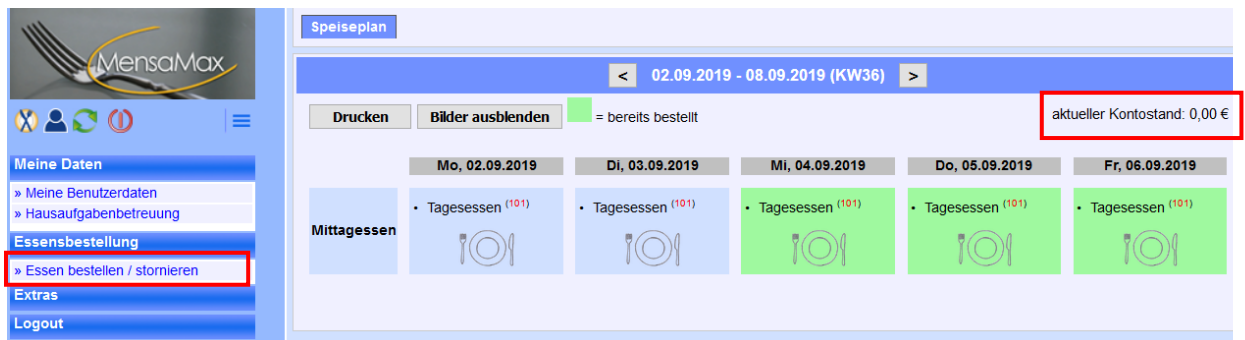 MensaMax
Speiseplan
< 02.09.2019 - 08.09.2019 (KW36) >
Drucken Bilder ausblenden = bereits bestellt
aktueller Kontostand: 0,00 €
Meine Daten
» Meine Benutzerdaten
» Hausaufgabenbetreuung
Essensbestellung
» Essen bestellen / stornieren
Extras
Logout
Mo, 02.09.2019 Di, 03.09.2019 Mi, 04.09.2019 Do, 05.09.2019 Fr, 06.09.2019
Mittagessen
• Tagesessen (101) • Tagesessen (101) • Tagesessen (101) • Tagesessen (101) • Tagesessen (101)